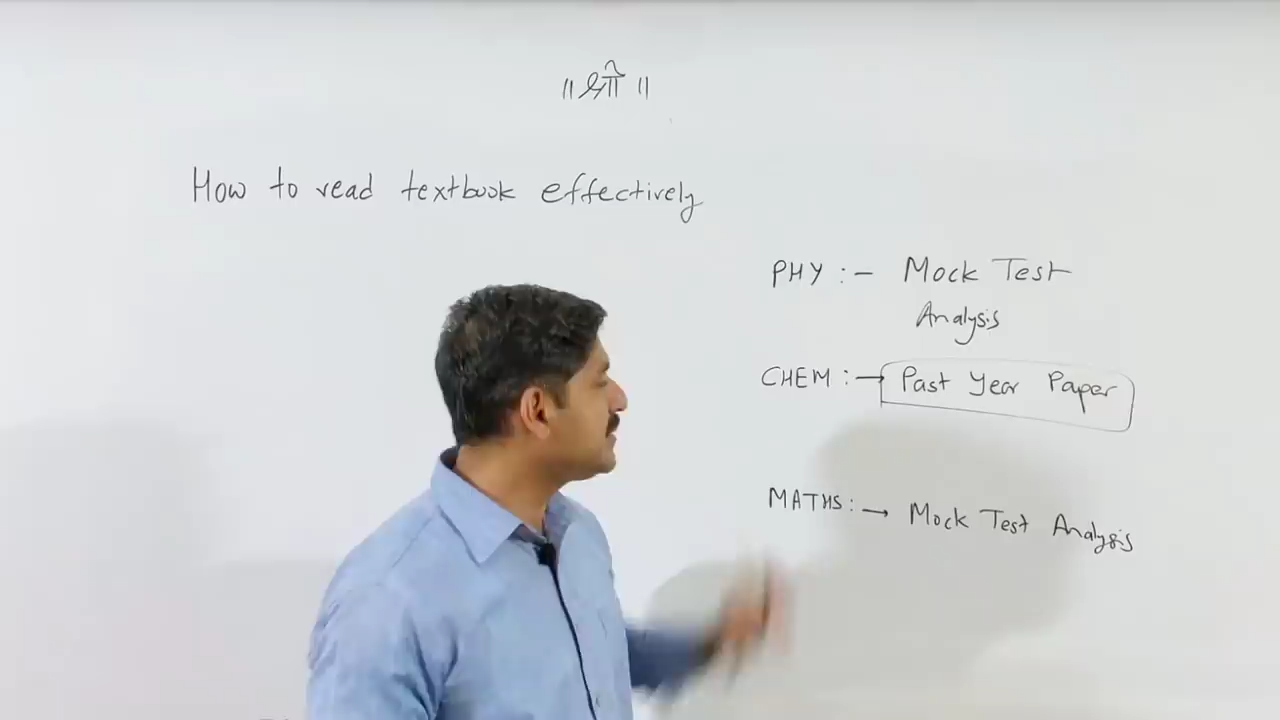 ॥ श्री ॥
How to read textbook effectively
PHY :- Mock Test
Analysis
CHEM :→ Past Year Paper
MATHS :→ Mock Test Analysis